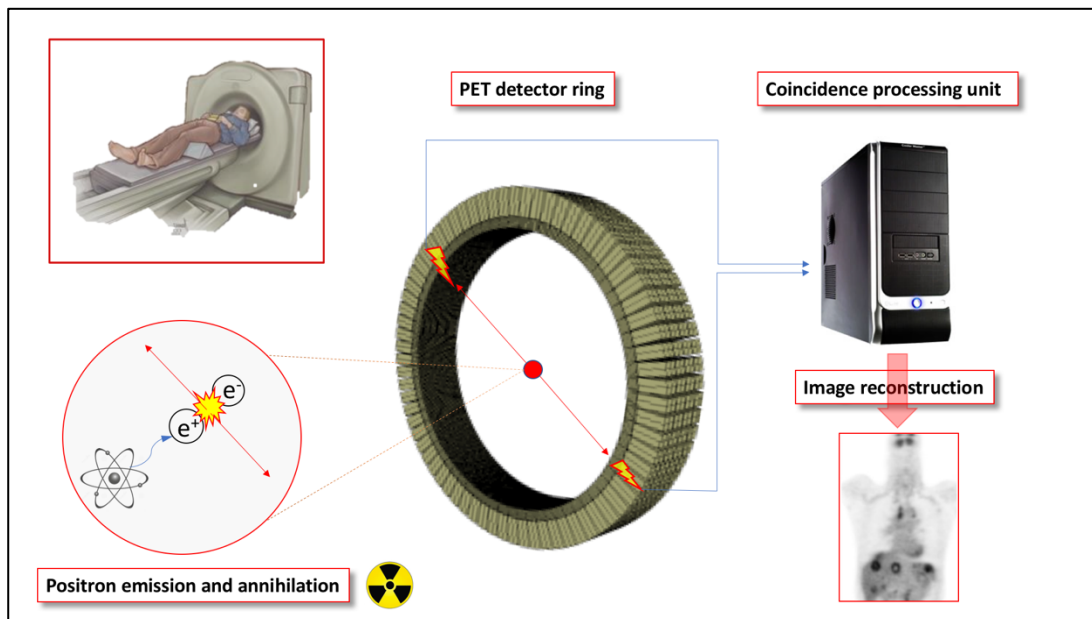 PET detector ring
Coincidence processing unit
e⁻
e⁺
Image reconstruction
Positron emission and annihilation